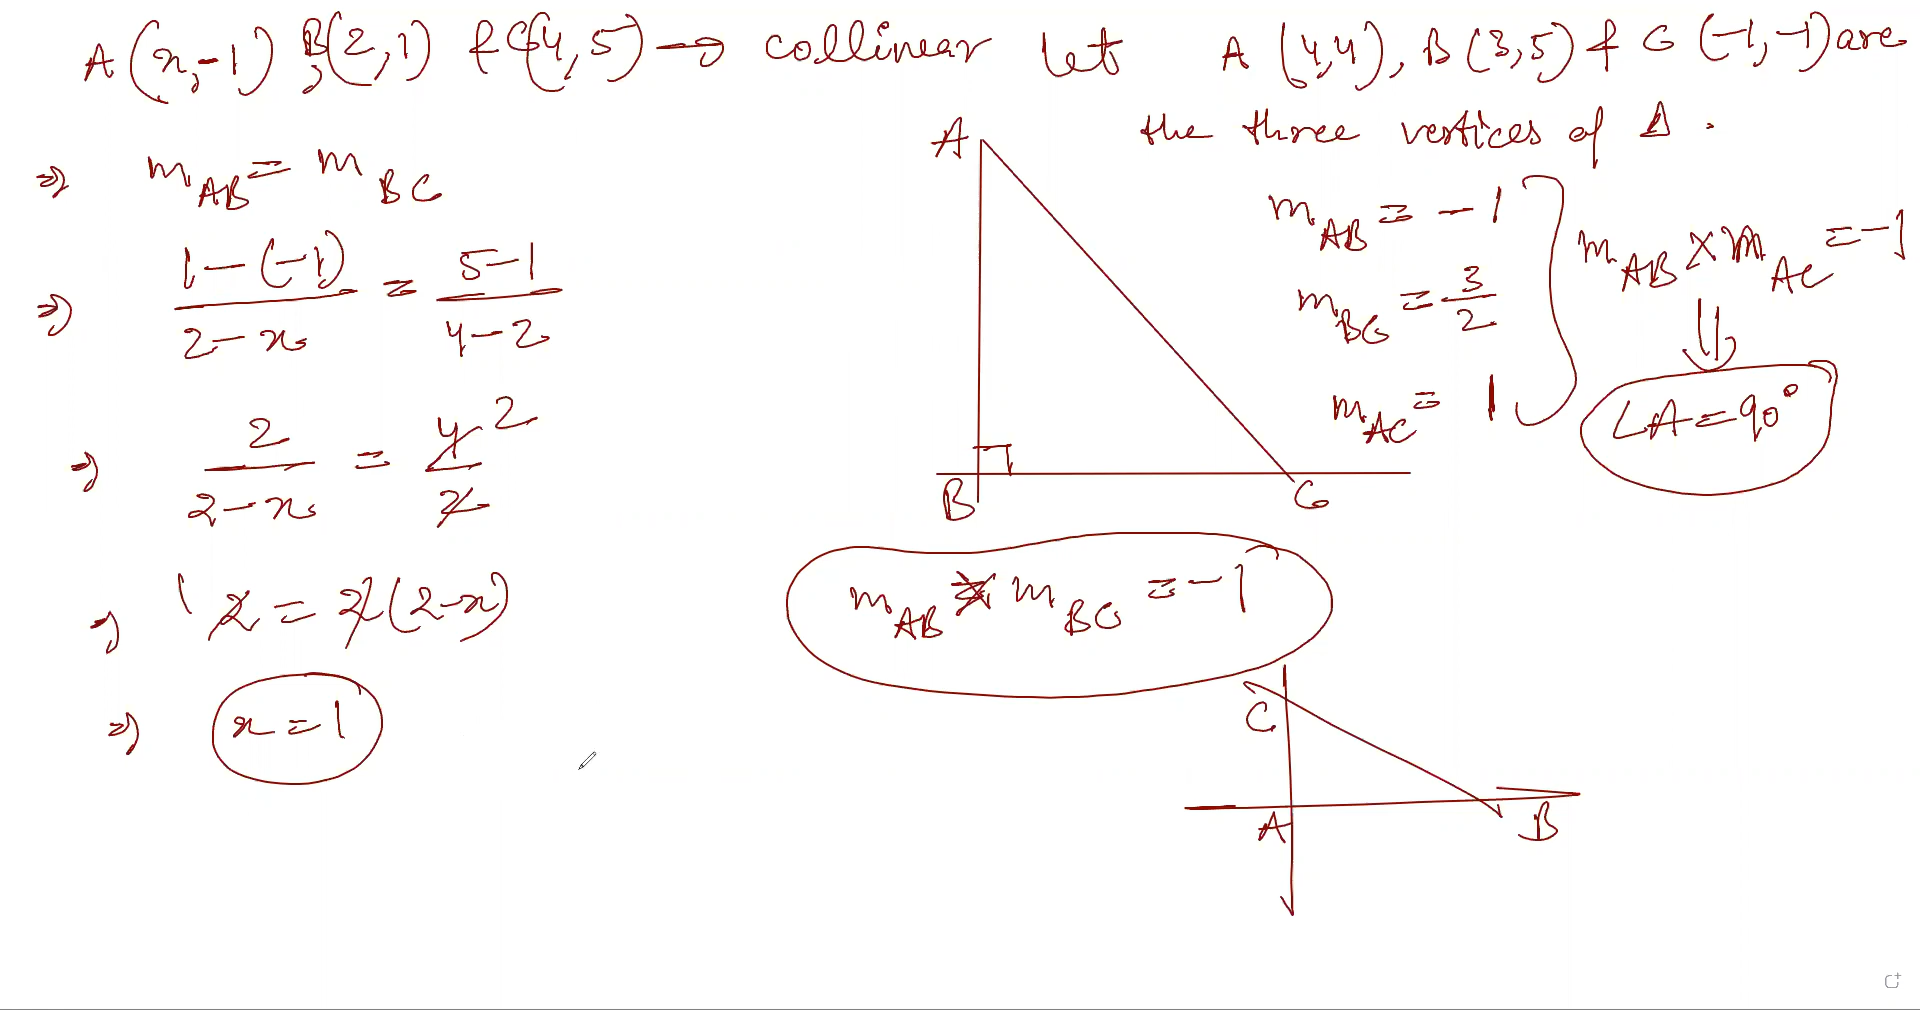 A(x,-1), B(2,1) & C(4,5) → collinear
⇒ m_AB = m_BC
⇒ (1-(-1))/(2-x) = (5-1)/(4-2)
⇒ 2/(2-x) = 4/2 2
⇒ 1 2 = 2(2-x)
⇒ x = 1
let A(4,4), B(3,5) & C(-1,-1) are
the three vertices of Δ.
A
B
C
m_AB = -1
m_BC = 3/2
m_AC = 1
m_AB × m_AC = -1
⇓
∠A = 90°
m_AB × m_BC = -1
C
A
B